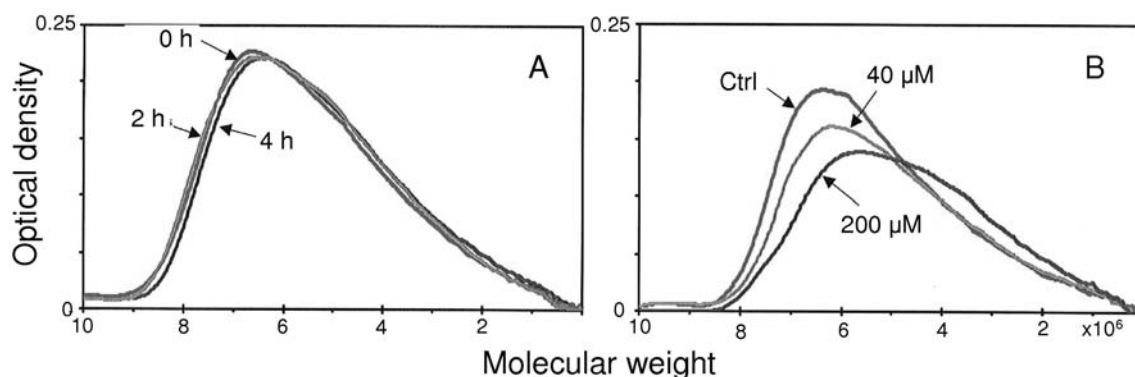 0.25
0 h
A
2 h
4 h
Optical density
0
10
8
6
4
2
0.25
Ctrl
40 µM
B
200 µM
0
10
8
6
4
2
x10⁶
Molecular weight